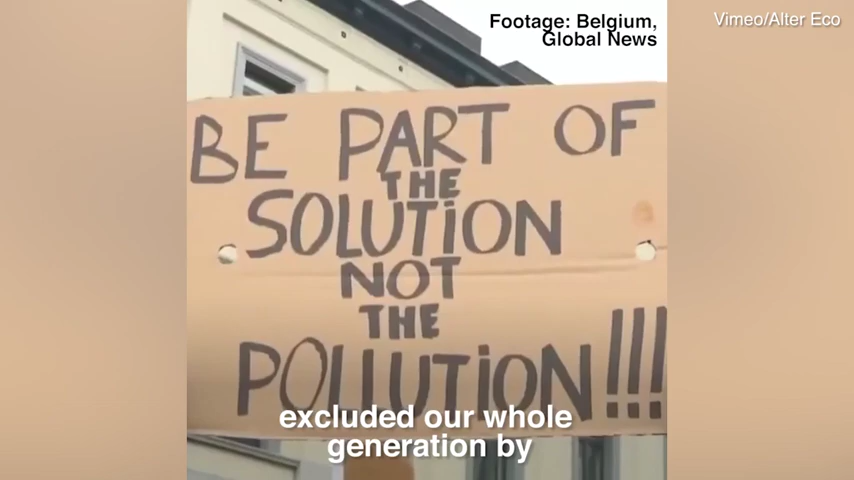 Footage: Belgium,
Global News
Vimeo/Alter Eco
BE PART OF
THE
SOLUTiON
NOT
THE
POLLUTiON!!!
excluded our whole
generation by